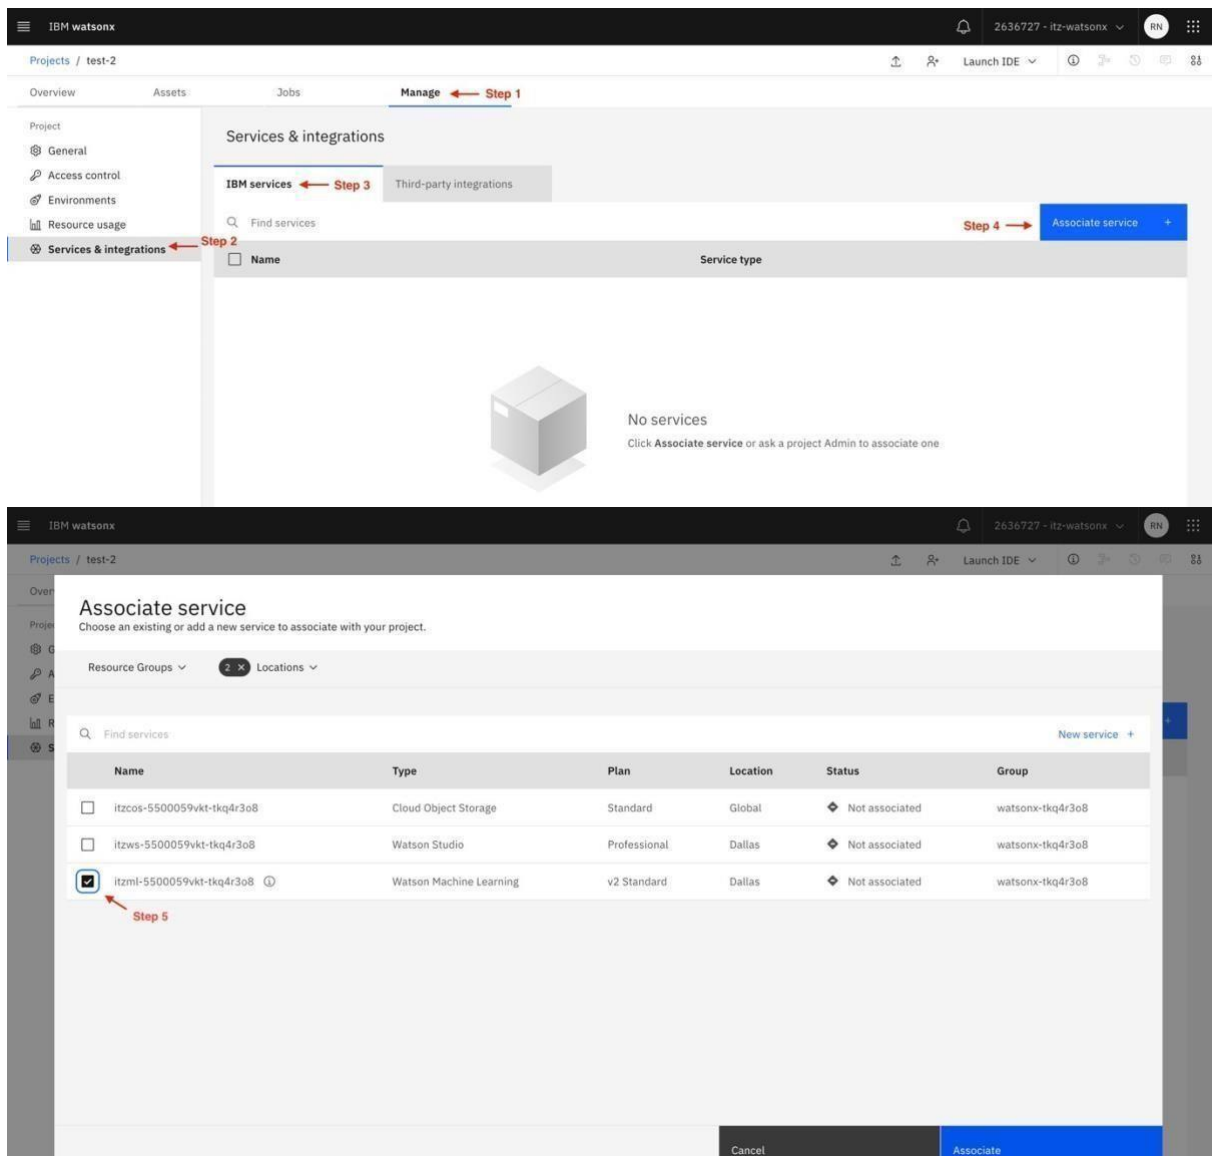 IBM watsonx
2636727 - itz-watsonx
RN
Projects / test-2
Launch IDE
Overview
Assets
Jobs
Manage
Step 1
Project
General
Access control
Environments
Resource usage
Services & integrations
Step 2
Services & integrations
IBM services
Step 3
Third-party integrations
Find services
Step 4
Associate service +
Name
Service type
No services
Click Associate service or ask a project Admin to associate one
IBM watsonx
2636727 - itz-watsonx
RN
Projects / test-2
Launch IDE
Over
Proje
G
A
E
R
S
Associate service
Choose an existing or add a new service to associate with your project.
Resource Groups
2 × Locations
Find services
New service +
Name Type Plan Location Status Group
itzcos-5500059vkt-tkq4r3o8 Cloud Object Storage Standard Global Not associated watsonx-tkq4r3o8
itzws-5500059vkt-tkq4r3o8 Watson Studio Professional Dallas Not associated watsonx-tkq4r3o8
itzml-5500059vkt-tkq4r3o8 Watson Machine Learning v2 Standard Dallas Not associated watsonx-tkq4r3o8
Step 5
Cancel
Associate